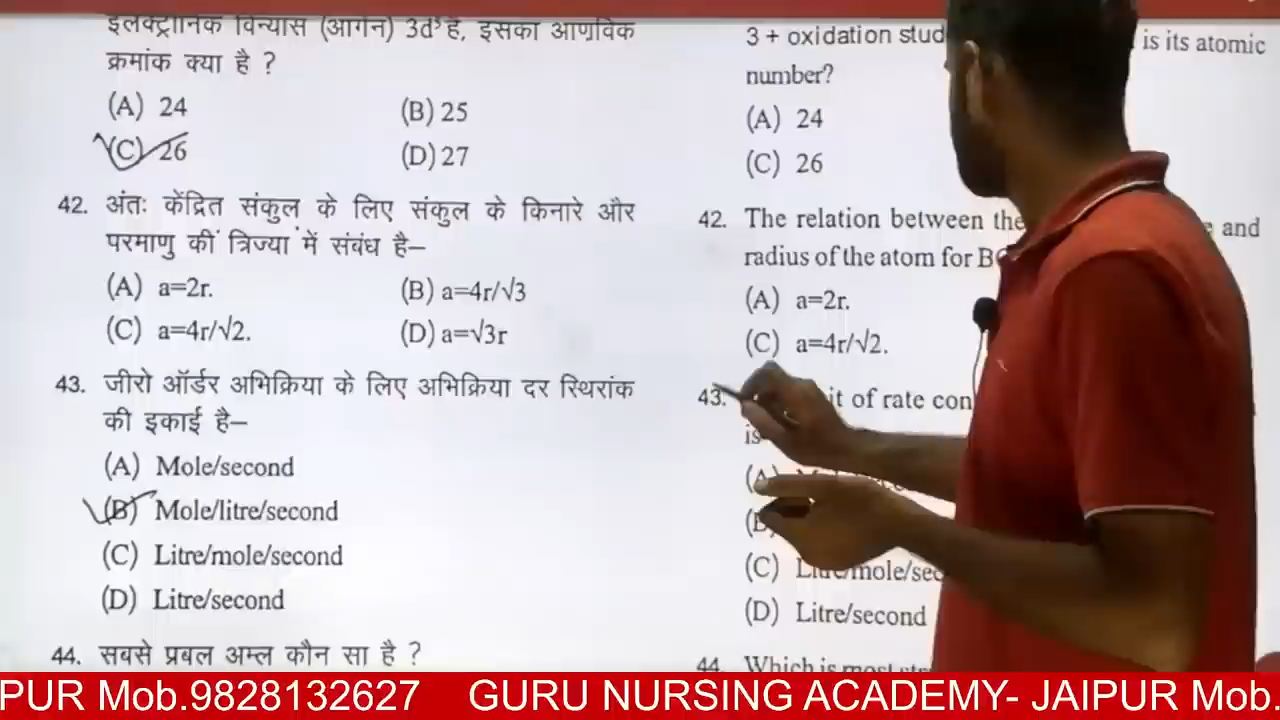 इलेक्ट्रॉनिक विन्यास (आर्गन) 3d⁵ है, इसका आणविक
क्रमांक क्या है ?
(A) 24
(B) 25
(C) 26
(D) 27
42. अंतः केंद्रित संकुल के लिए संकुल के किनारे और
परमाणु कीं त्रिज्या में संबंध है–
(A) a=2r.
(B) a=4r/√3
(C) a=4r/√2.
(D) a=√3r
43. जीरो ऑर्डर अभिक्रिया के लिए अभिक्रिया दर स्थिरांक
की इकाई है–
(A) Mole/second
(B) Mole/litre/second
(C) Litre/mole/second
(D) Litre/second
44. सबसे प्रबल अम्ल कौन सा है ?
3 + oxidation is its atomic
number?
(A) 24
(C) 26
42. The relation between the and
radius of the atom for
(A) a=2r.
(C) a=4r/√2.
43. of rate
is
(A)
(C)
(D) Litre/second
44. Which is
PUR Mob.9828132627 GURU NURSING ACADEMY- JAIPUR Mob.